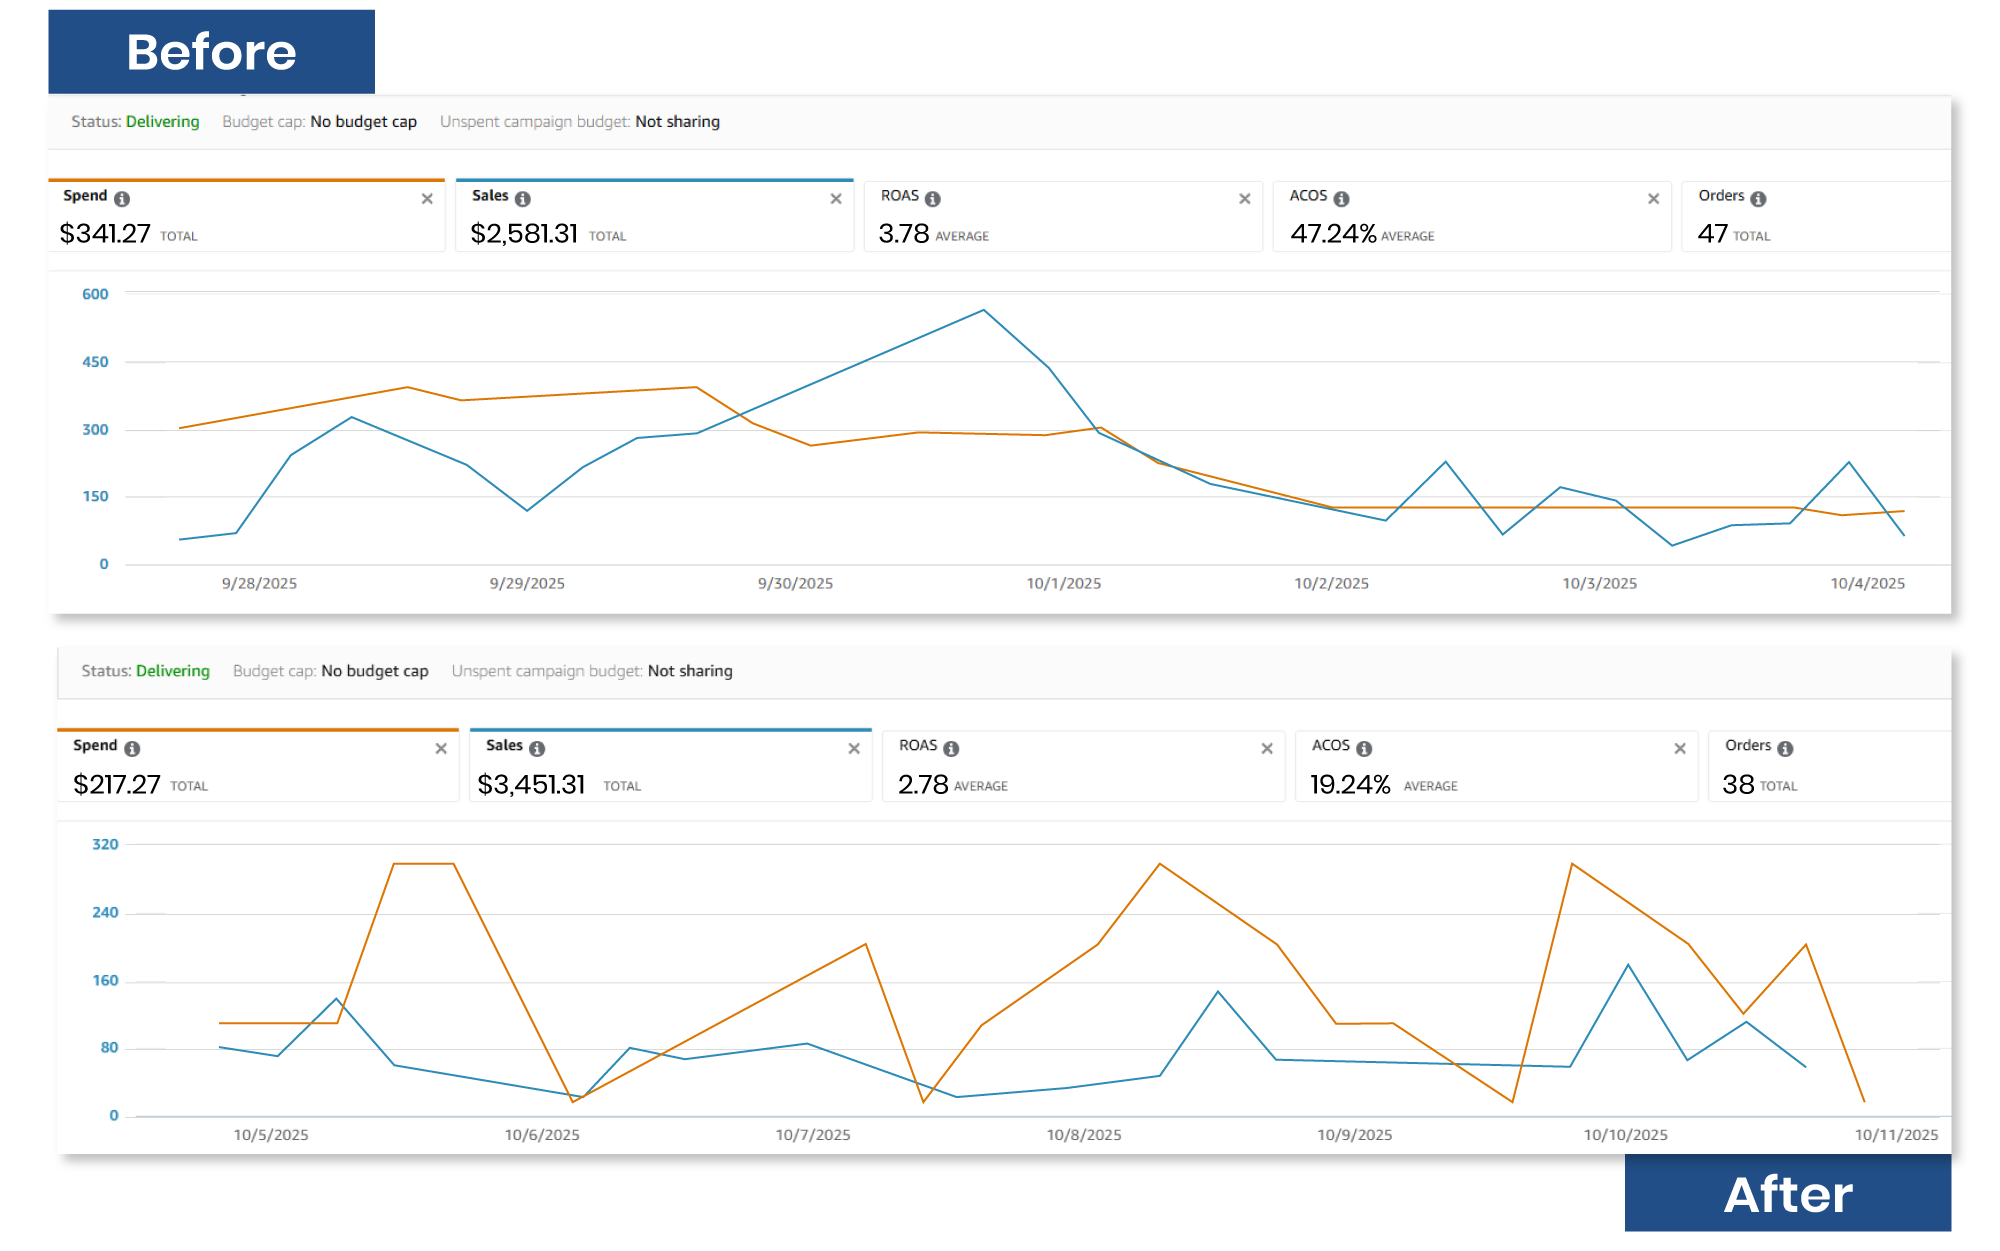 Before
Status: Delivering Budget cap: No budget cap Unspent campaign budget: Not sharing
Spend Sales ROAS ACOS Orders
$341.27 TOTAL $2,581.31 TOTAL 3.78 AVERAGE 47.24% AVERAGE 47 TOTAL
600
450
300
150
0
9/28/2025 9/29/2025 9/30/2025 10/1/2025 10/2/2025 10/3/2025 10/4/2025
Status: Delivering Budget cap: No budget cap Unspent campaign budget: Not sharing
Spend Sales ROAS ACOS Orders
$217.27 TOTAL $3,451.31 TOTAL 2.78 AVERAGE 19.24% AVERAGE 38 TOTAL
320
240
160
80
0
10/5/2025 10/6/2025 10/7/2025 10/8/2025 10/9/2025 10/10/2025 10/11/2025
After